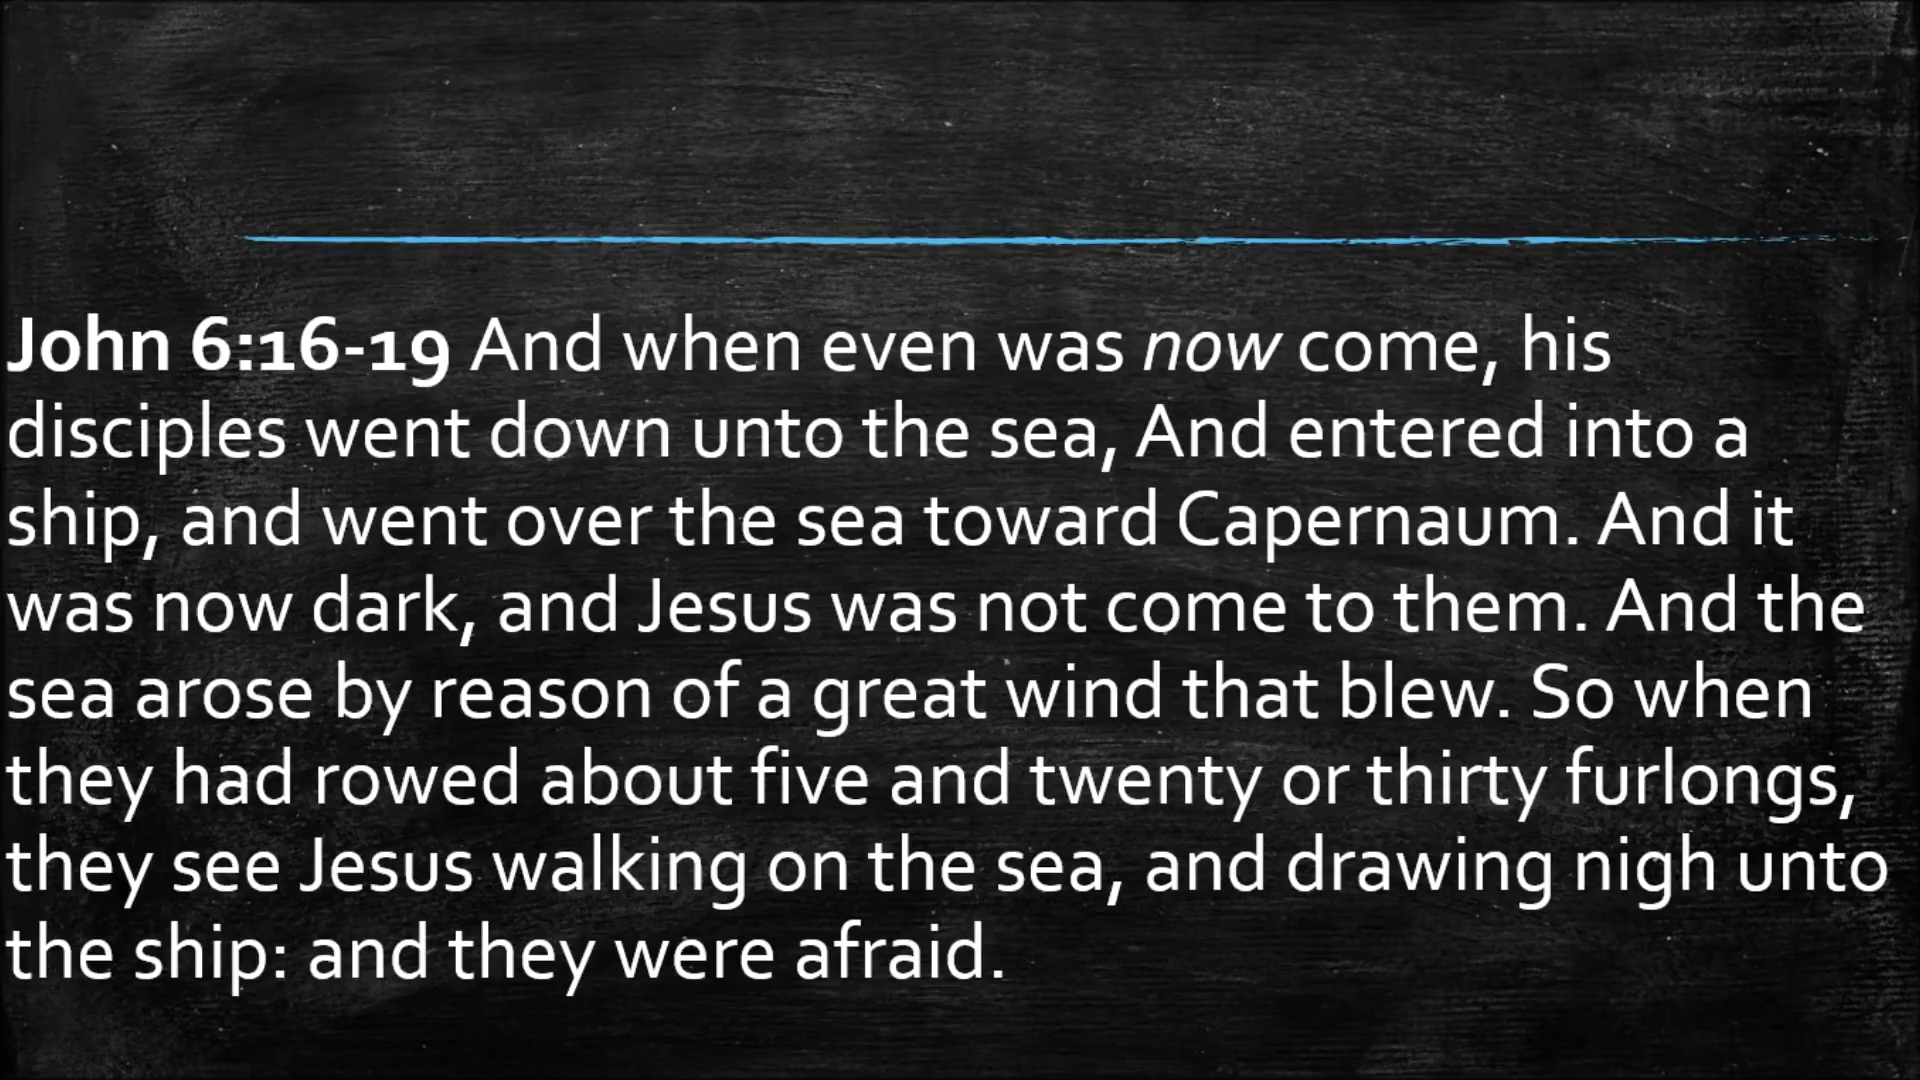 John 6:16-19 And when even was now come, his
disciples went down unto the sea, And entered into a
ship, and went over the sea toward Capernaum. And it
was now dark, and Jesus was not come to them. And the
sea arose by reason of a great wind that blew. So when
they had rowed about five and twenty or thirty furlongs,
they see Jesus walking on the sea, and drawing nigh unto
the ship: and they were afraid.